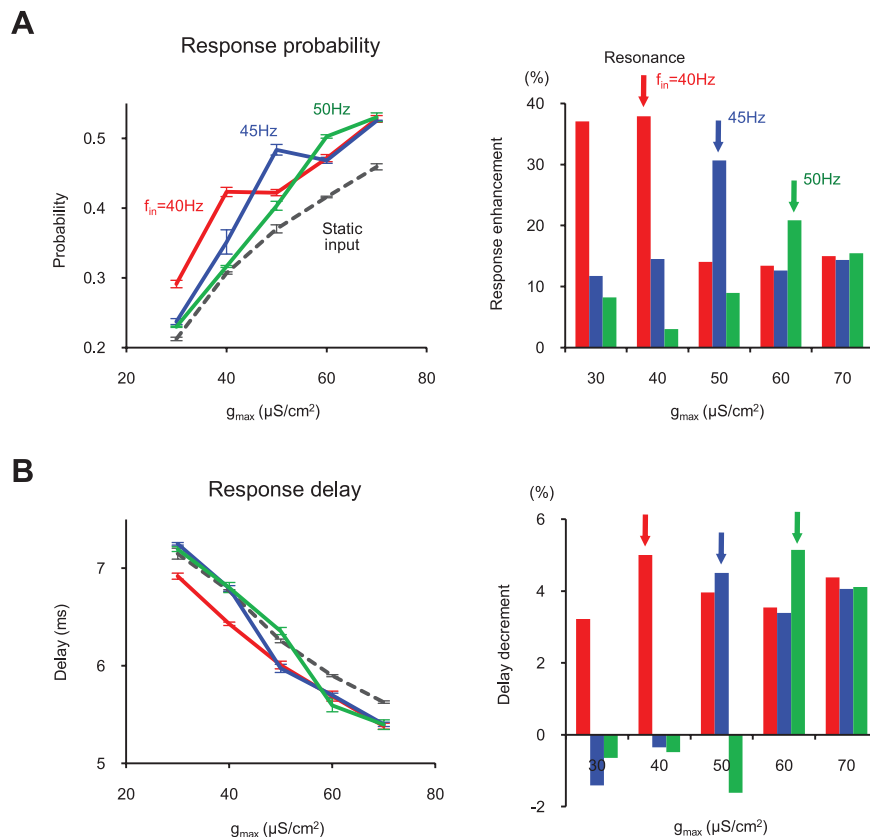 A
Response probability
0.5
0.4
0.3
0.2
Probability
50Hz
45Hz
fin=40Hz
Static
input
20 40 60 80
gmax (µS/cm²)
(%)
Resonance
fin=40Hz
45Hz
50Hz
40
30
20
10
0
Response enhancement
30 40 50 60 70
gmax (µS/cm²)
B
Response delay
7
6
5
Delay (ms)
20 40 60 80
gmax (µS/cm²)
(%)
6
4
2
0
-2
Delay decrement
30 40 50 60 70
gmax (µS/cm²)